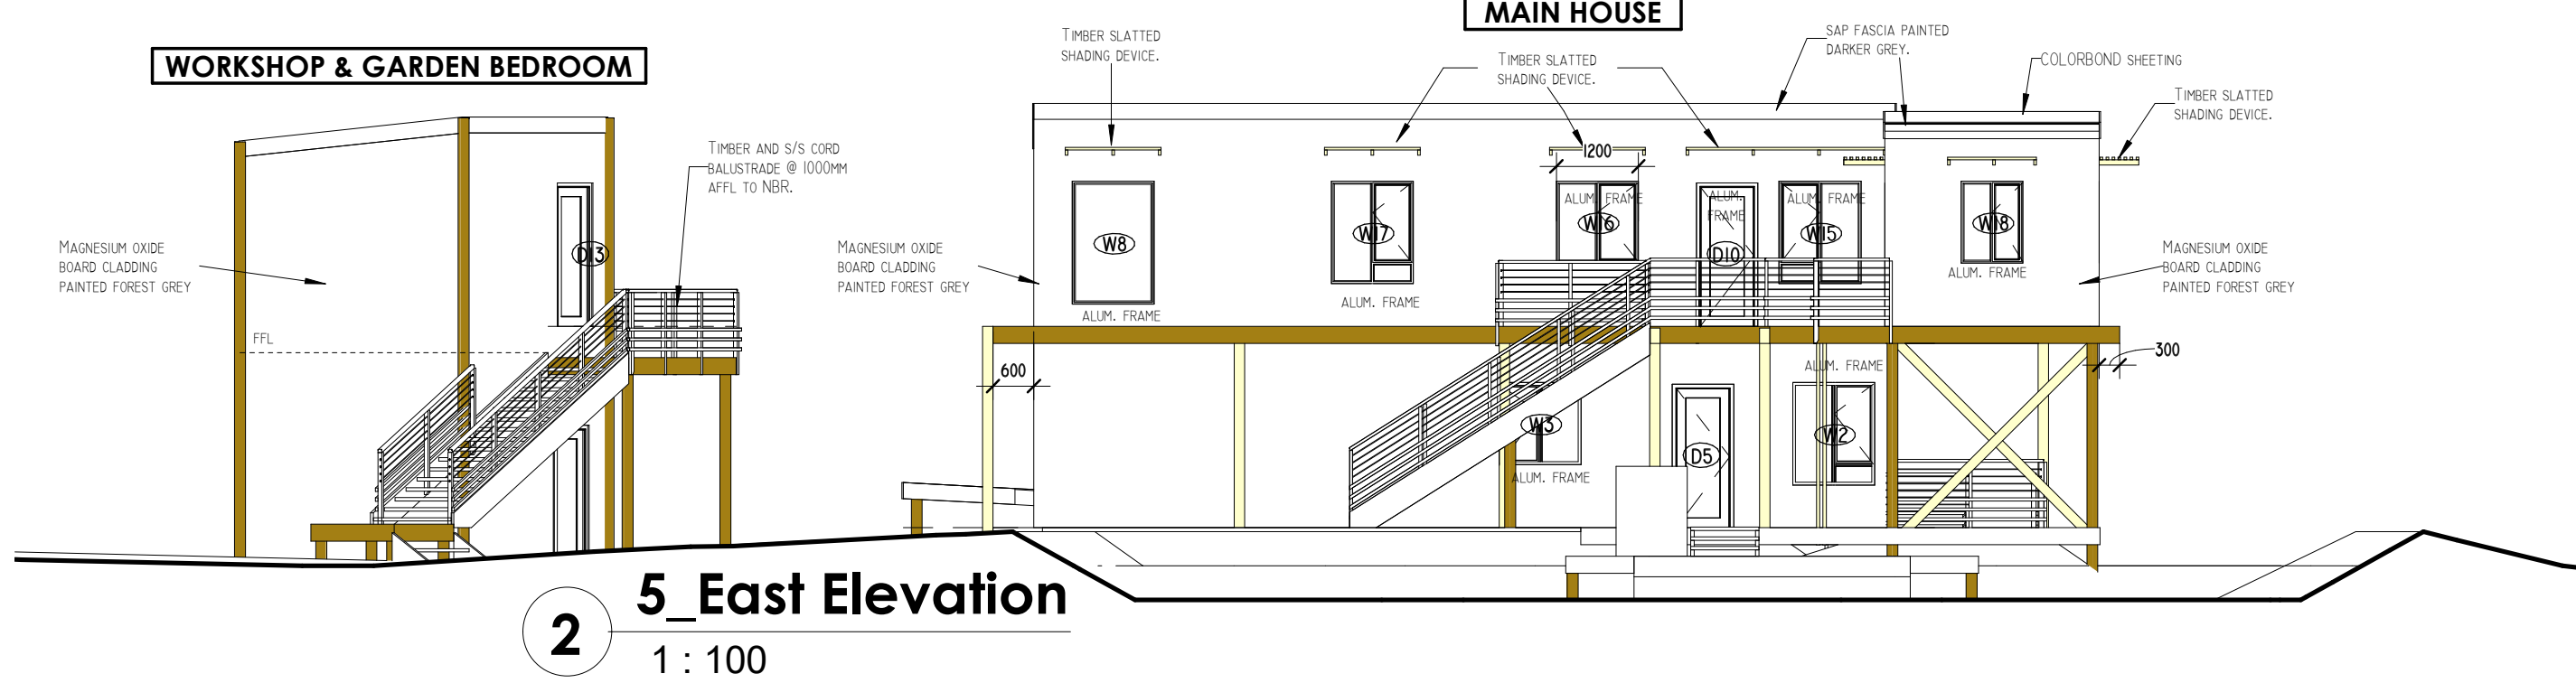 MAIN HOUSE
WORKSHOP & GARDEN BEDROOM
TIMBER SLATTED
SHADING DEVICE.
TIMBER SLATTED
SHADING DEVICE.
SAP FASCIA PAINTED
DARKER GREY.
COLORBOND SHEETING
TIMBER SLATTED
SHADING DEVICE.
TIMBER AND S/S CORD
BALUSTRADE @ 1000MM
AFFL TO NBR.
1200
MAGNESIUM OXIDE
BOARD CLADDING
PAINTED FOREST GREY
D13
MAGNESIUM OXIDE
BOARD CLADDING
PAINTED FOREST GREY
W8
ALUM. FRAME
W17
ALUM. FRAME
ALUM. FRAME
W16
ALUM.
FRAME
D10
ALUM. FRAME
W15
W18
ALUM. FRAME
MAGNESIUM OXIDE
BOARD CLADDING
PAINTED FOREST GREY
FFL
600
300
ALUM. FRAME
W3
ALUM. FRAME
D5
W2
2
5_East Elevation
1 : 100